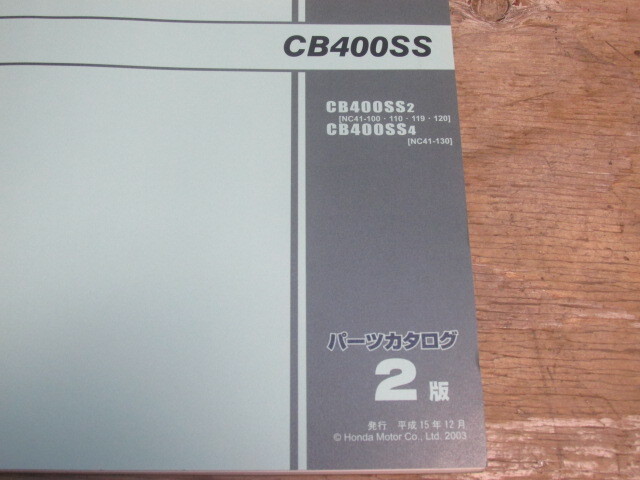 CB400SS
CB400SS2
[NC41-100・110・119・120]
CB400SS4
[NC41-130]
パーツカタログ
2版
発行 平成15年12月
© Honda Motor Co., Ltd. 2003